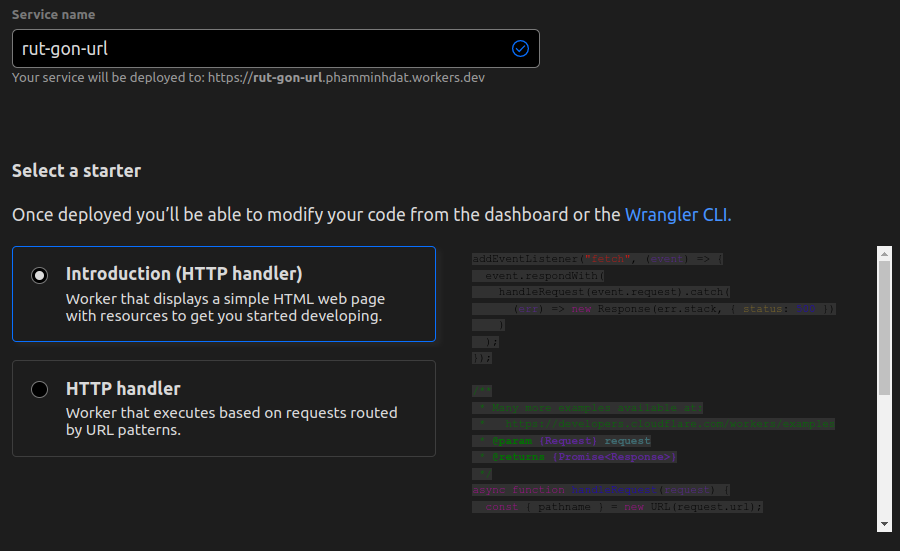 Service name
rut-gon-url
Your service will be deployed to: https://rut-gon-url.phamminhdat.workers.dev
Select a starter
Once deployed you’ll be able to modify your code from the dashboard or the Wrangler CLI.
Introduction (HTTP handler)
Worker that displays a simple HTML web page
with resources to get you started developing.
HTTP handler
Worker that executes based on requests routed
by URL patterns.
addEventListener("fetch", (event) => {
event.respondWith(
handleRequest(event.request).catch(
(err) => new Response(err.stack, { status: 500 })
)
);
});
/**
* Many more examples available at:
* https://developers.cloudflare.com/workers/examples
* @param {Request} request
* @returns {Promise<Response>}
*/
async function handleRequest(request) {
const { pathname } = new URL(request.url);